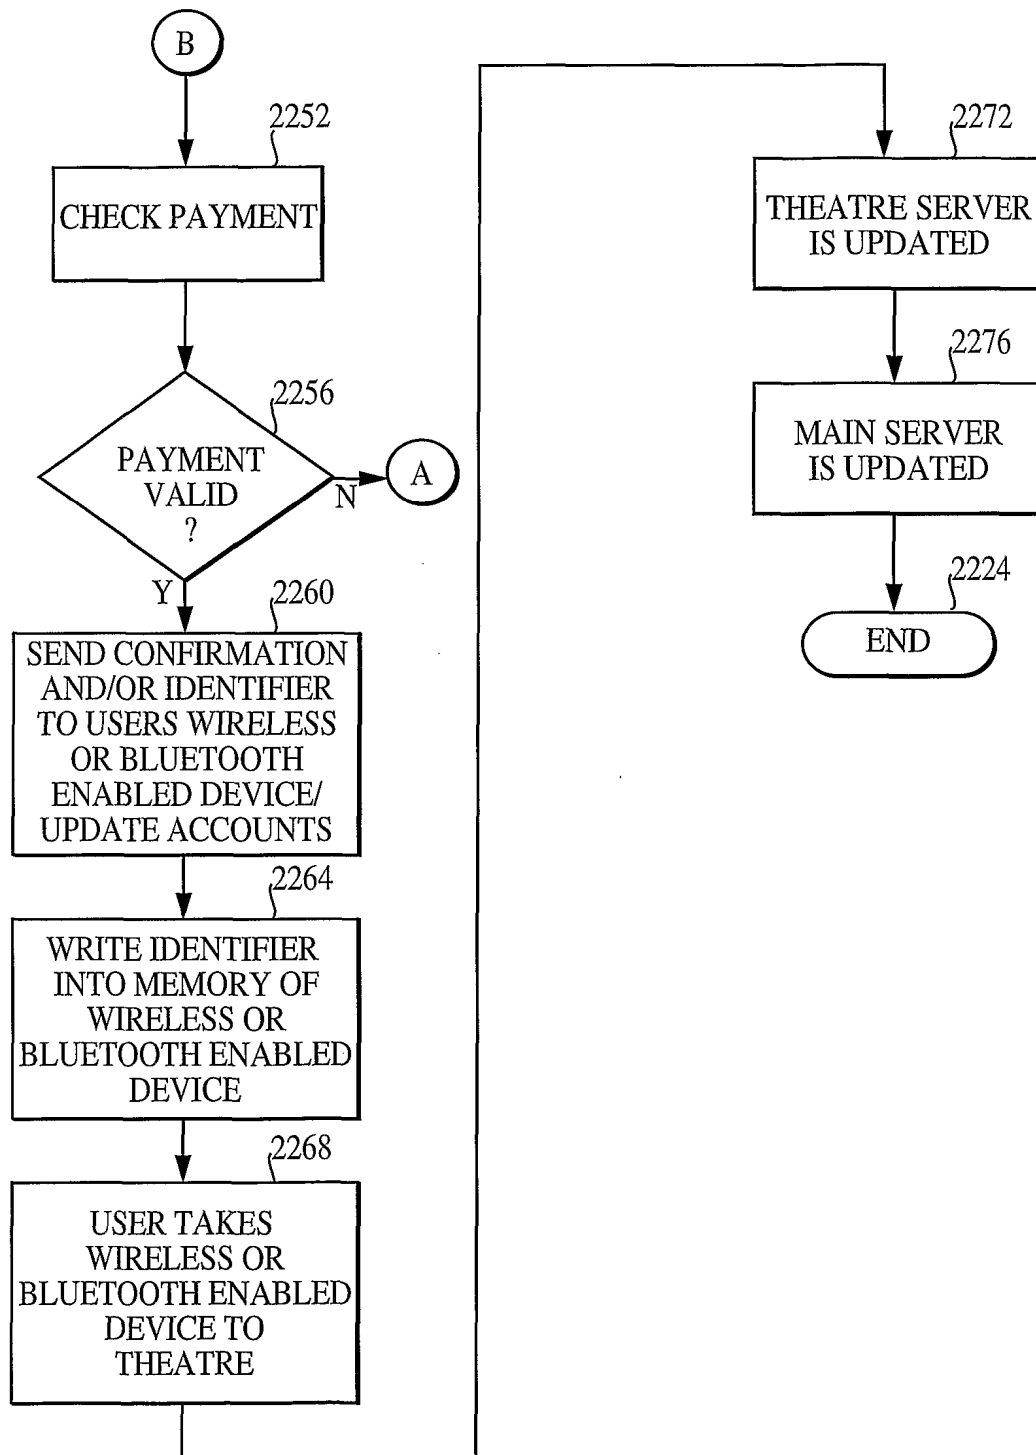 B
2252
CHECK PAYMENT
2256
PAYMENT
VALID
?
N
A
Y
2260
SEND CONFIRMATION
AND/OR IDENTIFIER
TO USERS WIRELESS
OR BLUETOOTH
ENABLED DEVICE/
UPDATE ACCOUNTS
2264
WRITE IDENTIFIER
INTO MEMORY OF
WIRELESS OR
BLUETOOTH ENABLED
DEVICE
2268
USER TAKES
WIRELESS OR
BLUETOOTH ENABLED
DEVICE TO
THEATRE
2272
THEATRE SERVER
IS UPDATED
2276
MAIN SERVER
IS UPDATED
2224
END